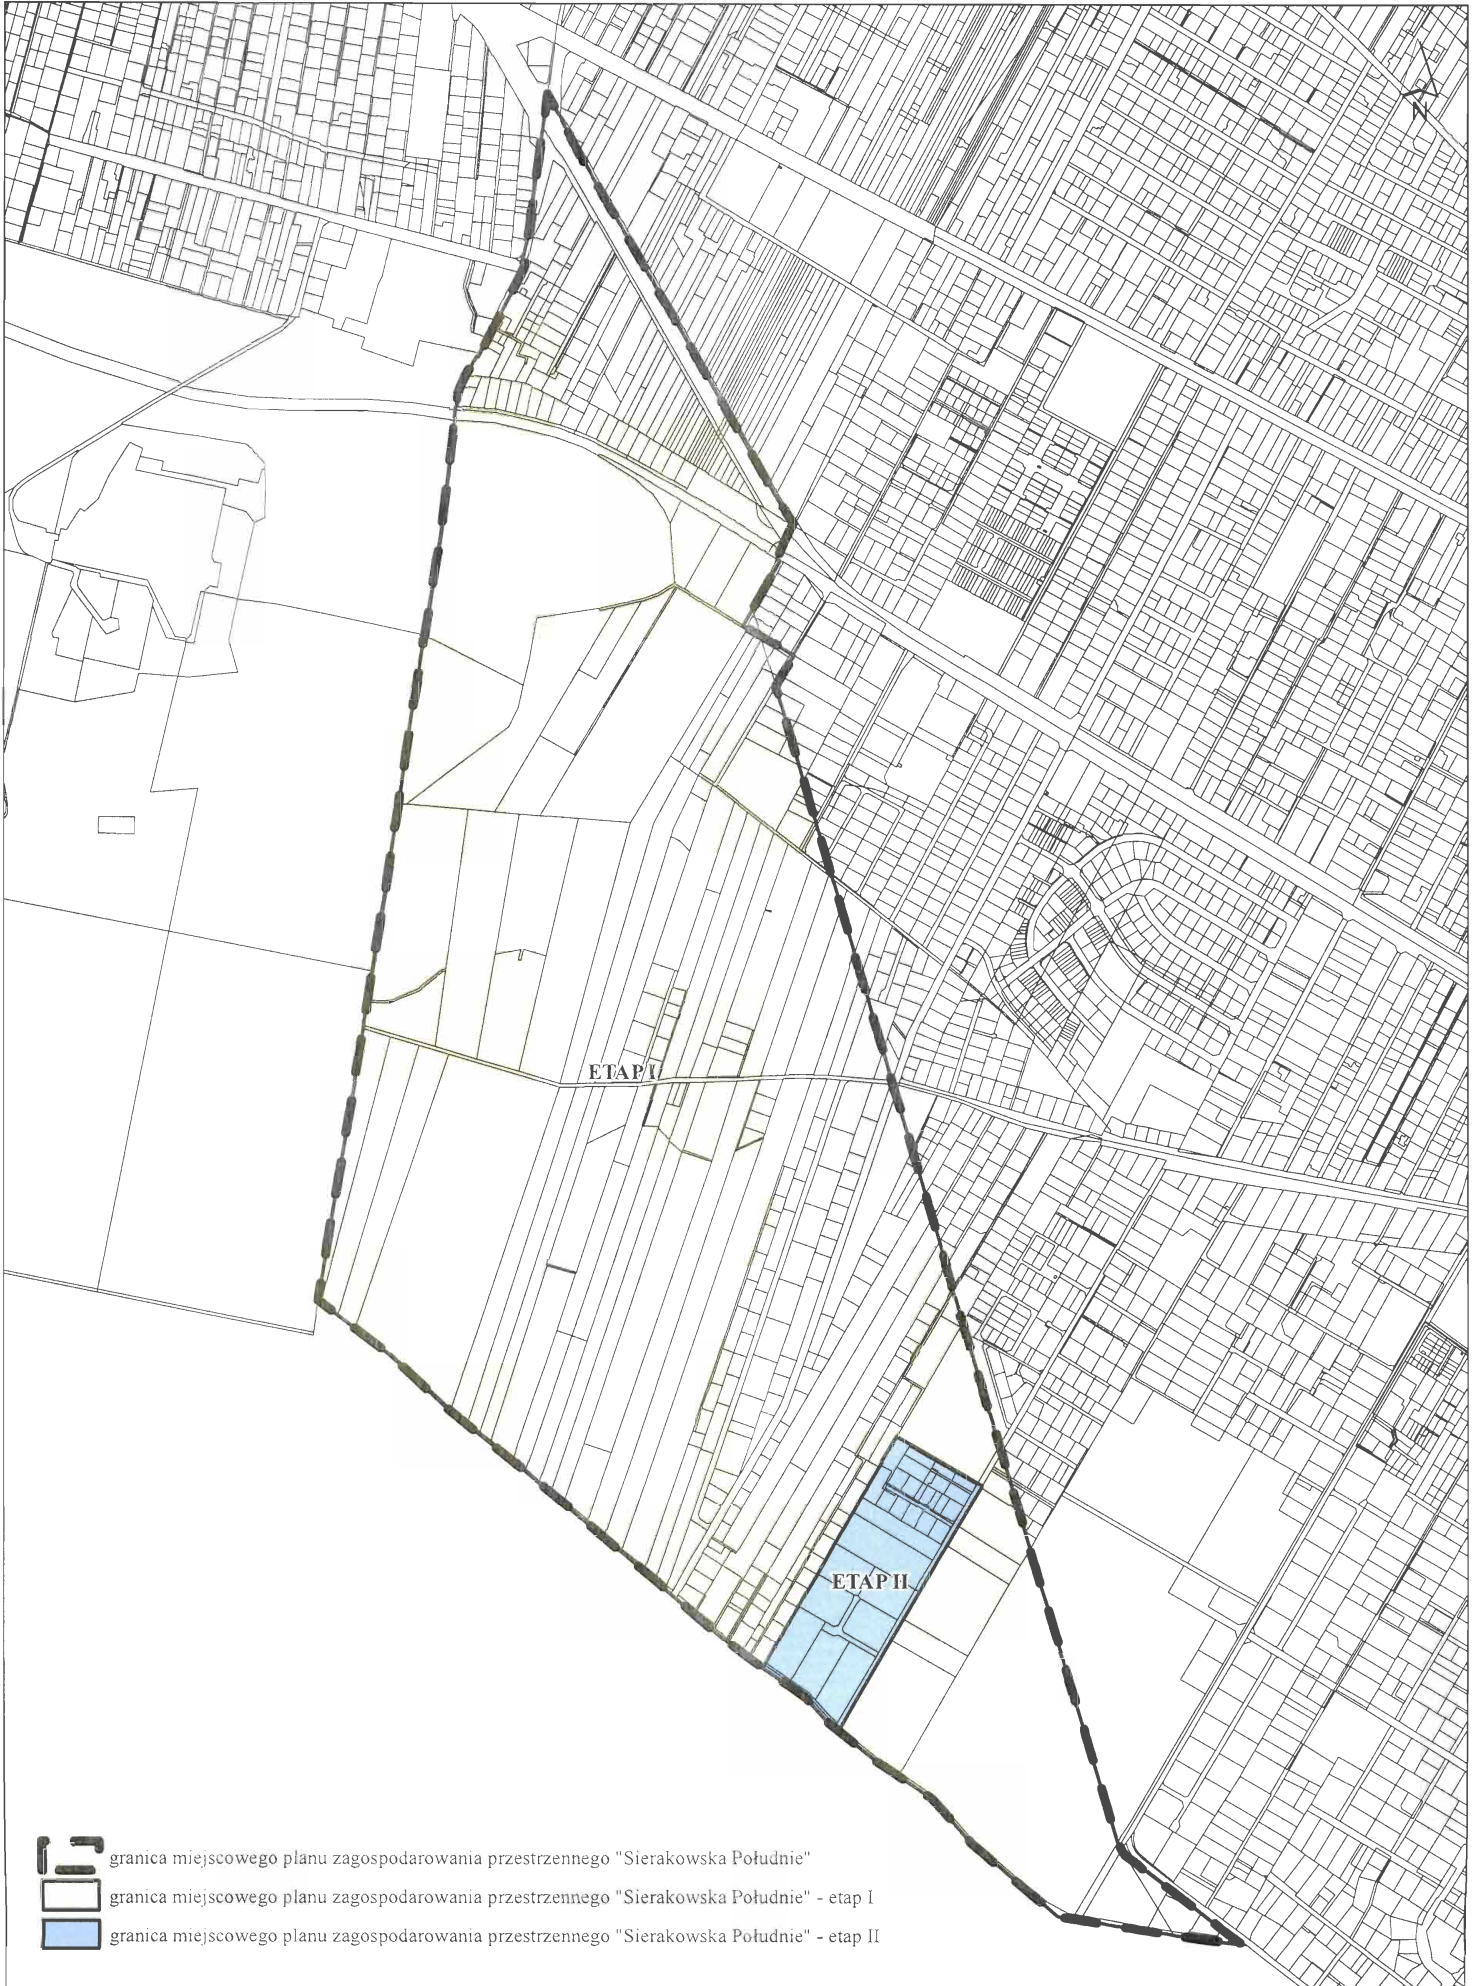 N
ETAP I
ETAP II
granica miejscowego planu zagospodarowania przestrzennego "Sierakowska Południe"
granica miejscowego planu zagospodarowania przestrzennego "Sierakowska Południe" - etap I
granica miejscowego planu zagospodarowania przestrzennego "Sierakowska Południe" - etap II